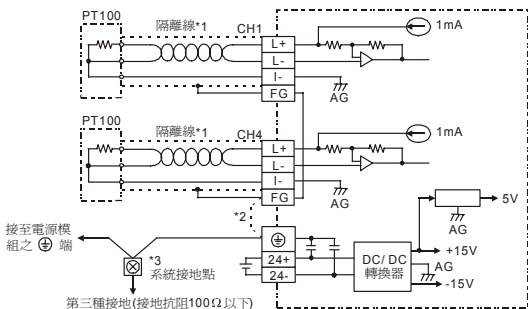 PT100
隔離線*1
CH1
L+
L-
I-
FG
1mA
AG
PT100
隔離線*1
CH4
L+
L-
I-
FG
1mA
AG
*2
接至電源模
組之 端
*3
系統接地點
第三種接地(接地抗阻100Ω以下)
24+
24-
DC/ DC
轉換器
5V
AG
+15V
AG
-15V